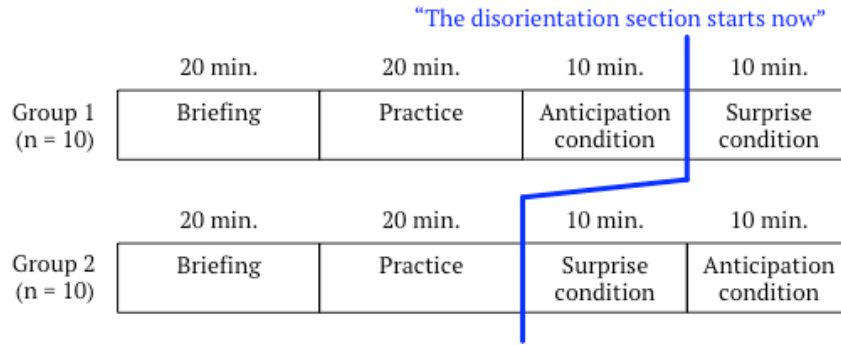 “The disorientation section starts now”
20 min. 20 min. 10 min. 10 min.
Group 1
(n = 10)
Briefing Practice Anticipation
condition
Surprise
condition
20 min. 20 min. 10 min. 10 min.
Group 2
(n = 10)
Briefing Practice Surprise
condition
Anticipation
condition